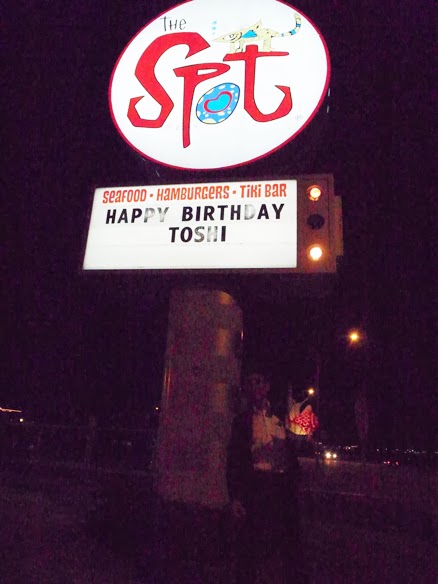 THE
Spot
SEAFOOD • HAMBURGERS • TIKI BAR
HAPPY BIRTHDAY
TOSHI